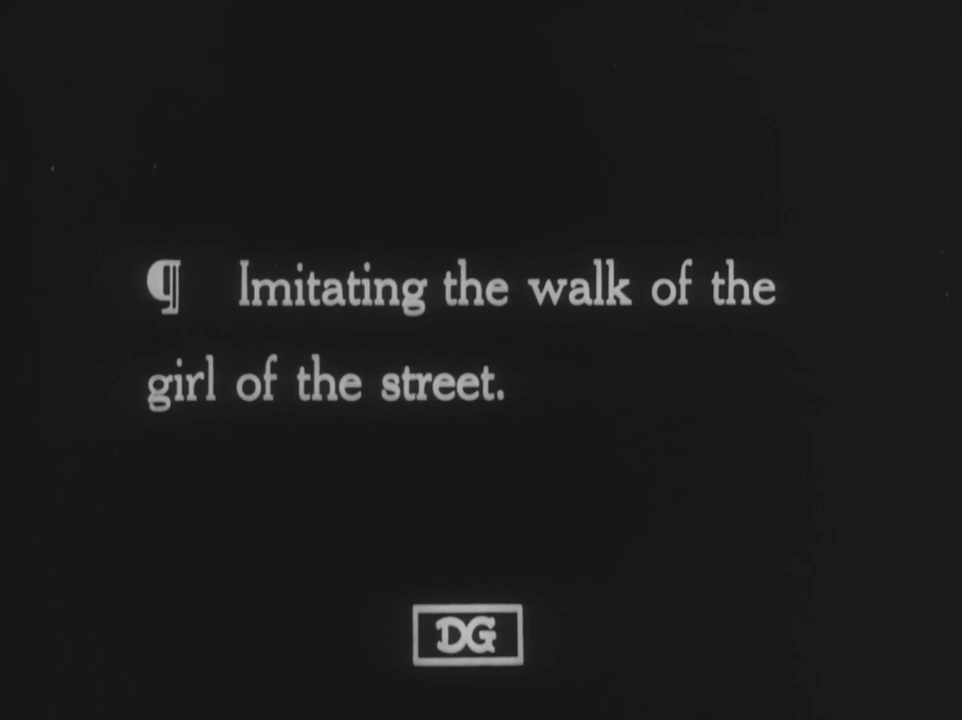 ¶ Imitating the walk of the
girl of the street.
DG